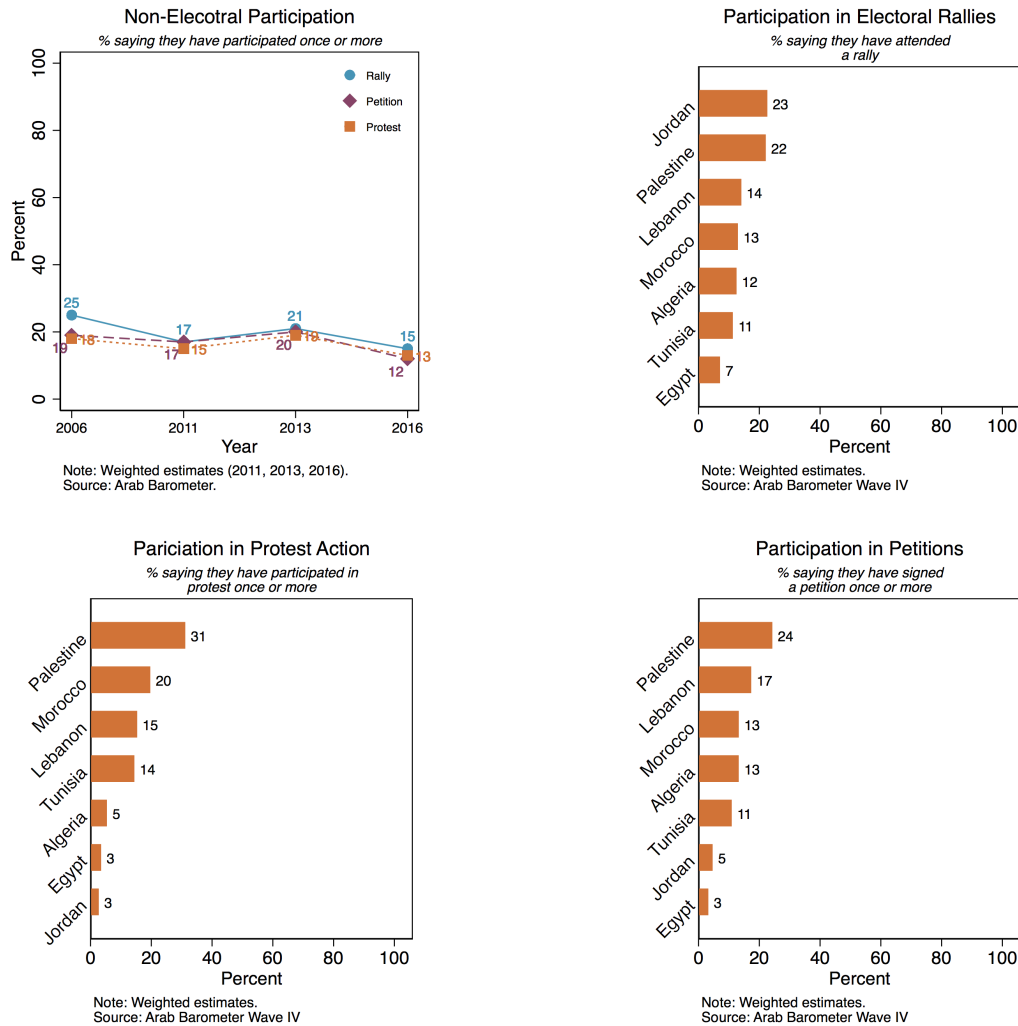 Non-Elecotral Participation
% saying they have participated once or more
Percent
100
80
60
40
20
0
Rally
Petition
Protest
25
17
21
15
19
17
20
12
18
15
19
13
2006
2011
2013
2016
Year
Note: Weighted estimates (2011, 2013, 2016).
Source: Arab Barometer.
Participation in Electoral Rallies
% saying they have attended
a rally
Jordan
23
Palestine
22
Lebanon
14
Morocco
13
Algeria
12
Tunisia
11
Egypt
7
0
20
40
60
80
100
Percent
Note: Weighted estimates.
Source: Arab Barometer Wave IV
Pariciation in Protest Action
% saying they have participated in
protest once or more
Palestine
31
Morocco
20
Lebanon
15
Tunisia
14
Algeria
5
Egypt
3
Jordan
3
0
20
40
60
80
100
Percent
Note: Weighted estimates.
Source: Arab Barometer Wave IV
Participation in Petitions
% saying they have signed
a petition once or more
Palestine
24
Lebanon
17
Morocco
13
Algeria
13
Tunisia
11
Jordan
5
Egypt
3
0
20
40
60
80
100
Percent
Note: Weighted estimates.
Source: Arab Barometer Wave IV